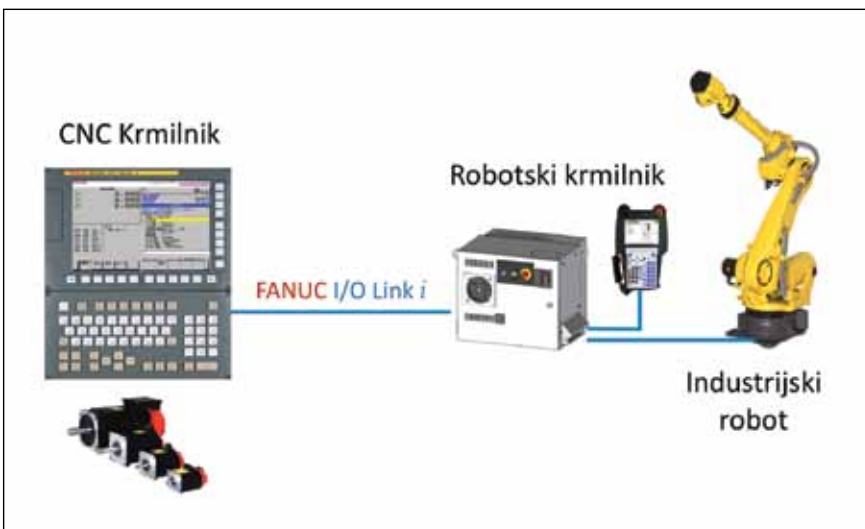 CNC Krmilnik
Robotski krmilnik
FANUC I/O Link i
Industrijski
robot